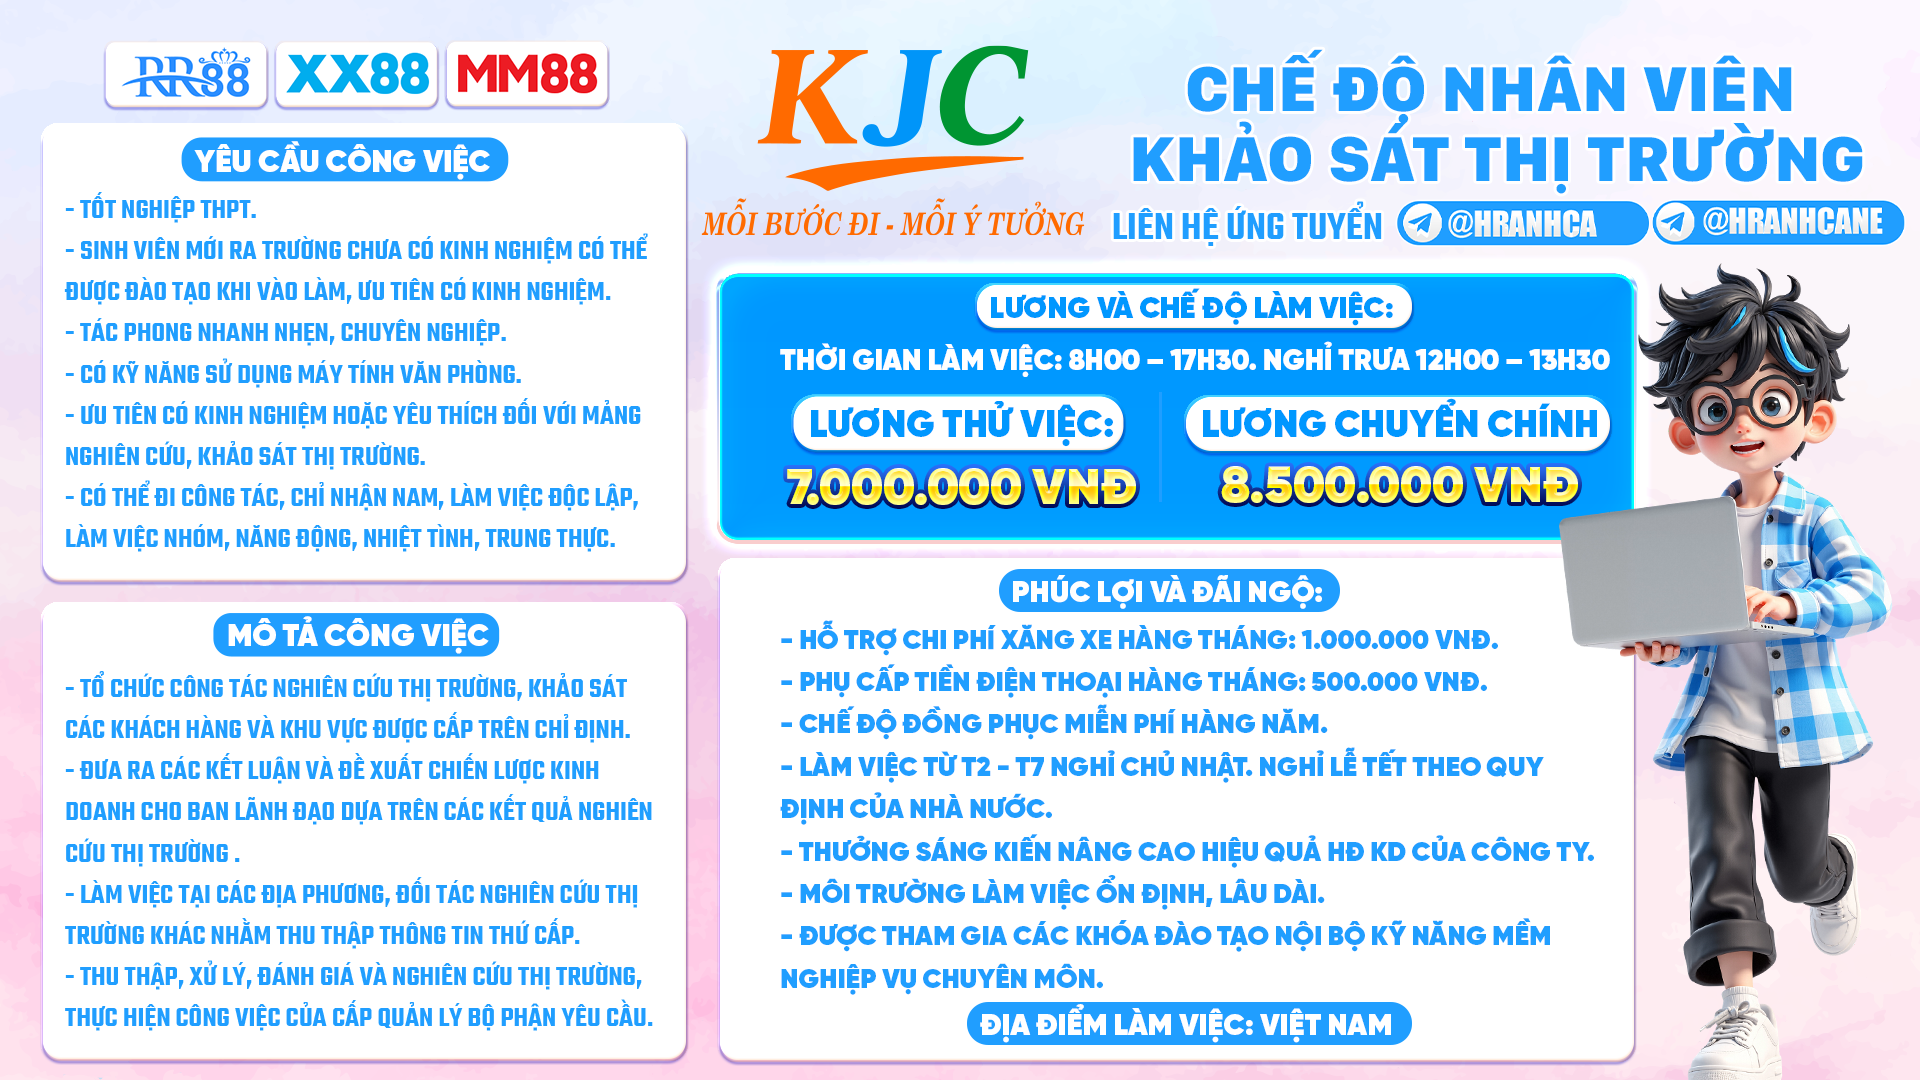 RR88 XX88 MM88
YÊU CẦU CÔNG VIỆC
- TỐT NGHIỆP THPT.
- SINH VIÊN MỚI RA TRƯỜNG CHƯA CÓ KINH NGHIỆM CÓ THỂ
ĐƯỢC ĐÀO TẠO KHI VÀO LÀM, ƯU TIÊN CÓ KINH NGHIỆM.
- TÁC PHONG NHANH NHẸN, CHUYÊN NGHIỆP.
- CÓ KỸ NĂNG SỬ DỤNG MÁY TÍNH VĂN PHÒNG.
- ƯU TIÊN CÓ KINH NGHIỆM HOẶC YÊU THÍCH ĐỐI VỚI MẢNG
NGHIÊN CỨU, KHẢO SÁT THỊ TRƯỜNG.
- CÓ THỂ ĐI CÔNG TÁC, CHỈ NHẬN NAM, LÀM VIỆC ĐỘC LẬP,
LÀM VIỆC NHÓM, NĂNG ĐỘNG, NHIỆT TÌNH, TRUNG THỰC.
MÔ TẢ CÔNG VIỆC
- TỔ CHỨC CÔNG TÁC NGHIÊN CỨU THỊ TRƯỜNG, KHẢO SÁT
CÁC KHÁCH HÀNG VÀ KHU VỰC ĐƯỢC CẤP TRÊN CHỈ ĐỊNH.
- ĐƯA RA CÁC KẾT LUẬN VÀ ĐỀ XUẤT CHIẾN LƯỢC KINH
DOANH CHO BAN LÃNH ĐẠO DỰA TRÊN CÁC KẾT QUẢ NGHIÊN
CỨU THỊ TRƯỜNG .
- LÀM VIỆC TẠI CÁC ĐỊA PHƯƠNG, ĐỐI TÁC NGHIÊN CỨU THỊ
TRƯỜNG KHÁC NHẰM THU THẬP THÔNG TIN THỨ CẤP.
- THU THẬP, XỬ LÝ, ĐÁNH GIÁ VÀ NGHIÊN CỨU THỊ TRƯỜNG,
THỰC HIỆN CÔNG VIỆC CỦA CẤP QUẢN LÝ BỘ PHẬN YÊU CẦU.
KJC
MỖI BƯỚC ĐI - MỖI Ý TƯỞNG
CHẾ ĐỘ NHÂN VIÊN
KHẢO SÁT THỊ TRƯỜNG
LIÊN HỆ ỨNG TUYỂN @HRANHCA @HRANHCANE
LƯƠNG VÀ CHẾ ĐỘ LÀM VIỆC:
THỜI GIAN LÀM VIỆC: 8H00 – 17H30. NGHỈ TRƯA 12H00 – 13H30
LƯƠNG THỬ VIỆC: LƯƠNG CHUYỂN CHÍNH
7.000.000 VNĐ 8.500.000 VNĐ
PHÚC LỢI VÀ ĐÃI NGỘ:
- HỖ TRỢ CHI PHÍ XĂNG XE HÀNG THÁNG: 1.000.000 VNĐ.
- PHỤ CẤP TIỀN ĐIỆN THOẠI HÀNG THÁNG: 500.000 VNĐ.
- CHẾ ĐỘ ĐỒNG PHỤC MIỄN PHÍ HÀNG NĂM.
- LÀM VIỆC TỪ T2 - T7 NGHỈ CHỦ NHẬT. NGHỈ LỄ TẾT THEO QUY
ĐỊNH CỦA NHÀ NƯỚC.
- THƯỞNG SÁNG KIẾN NÂNG CAO HIỆU QUẢ HĐ KD CỦA CÔNG TY.
- MÔI TRƯỜNG LÀM VIỆC ỔN ĐỊNH, LÂU DÀI.
- ĐƯỢC THAM GIA CÁC KHÓA ĐÀO TẠO NỘI BỘ KỸ NĂNG MỀM
NGHIỆP VỤ CHUYÊN MÔN.
ĐỊA ĐIỂM LÀM VIỆC: VIỆT NAM